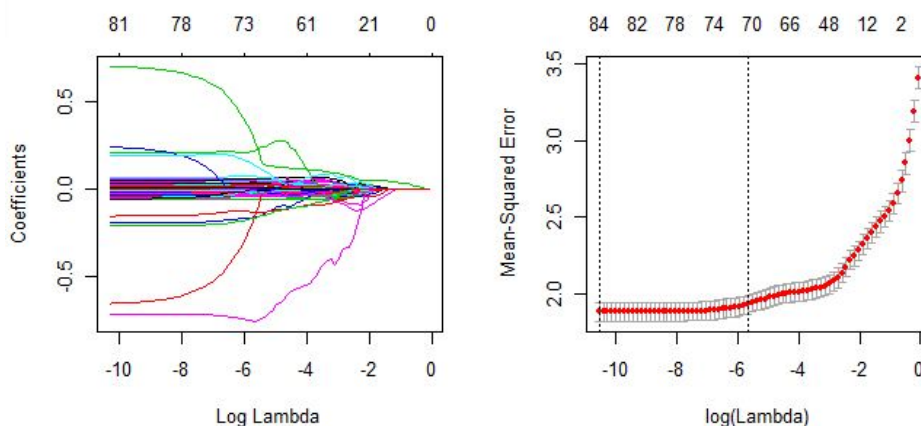 81 78 73 61 21 0
0.5
0.0
-0.5
Coefficients
-10 -8 -6 -4 -2 0
Log Lambda
84 82 78 74 70 66 48 12 2
3.5
3.0
2.5
2.0
Mean-Squared Error
-10 -8 -6 -4 -2 0
log(Lambda)